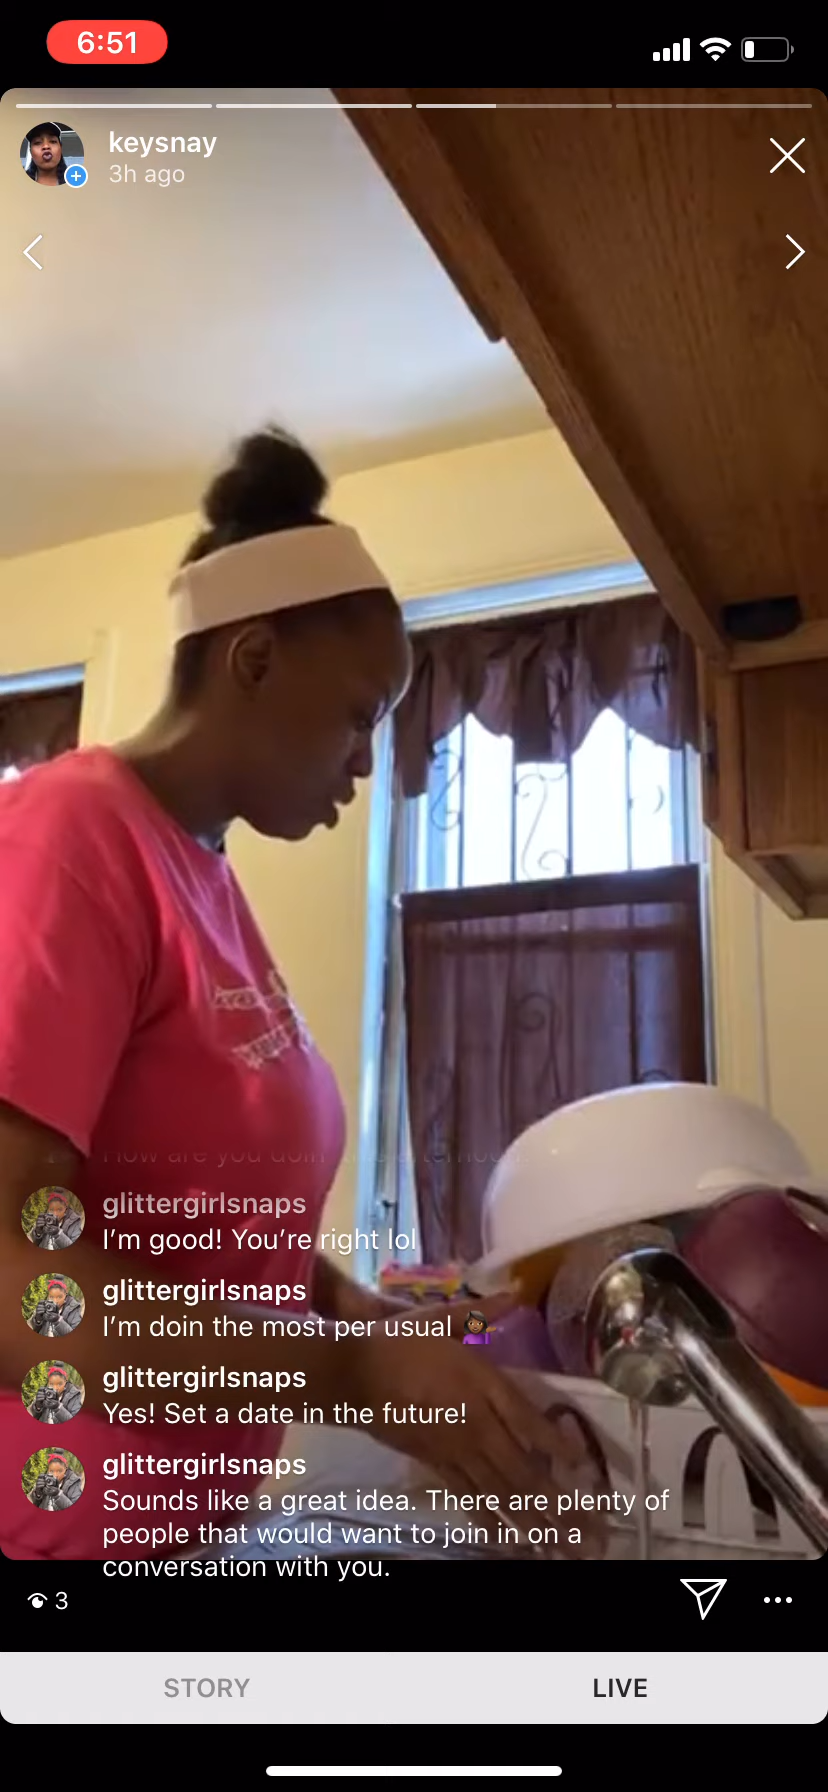 6:51
keysnay
3h ago
glittergirlsnaps
I'm good! You're right lol
glittergirlsnaps
I'm doin the most per usual 💁🏾‍♀️
glittergirlsnaps
Yes! Set a date in the future!
glittergirlsnaps
Sounds like a great idea. There are plenty of
people that would want to join in on a
conversation with you.
3
STORY
LIVE